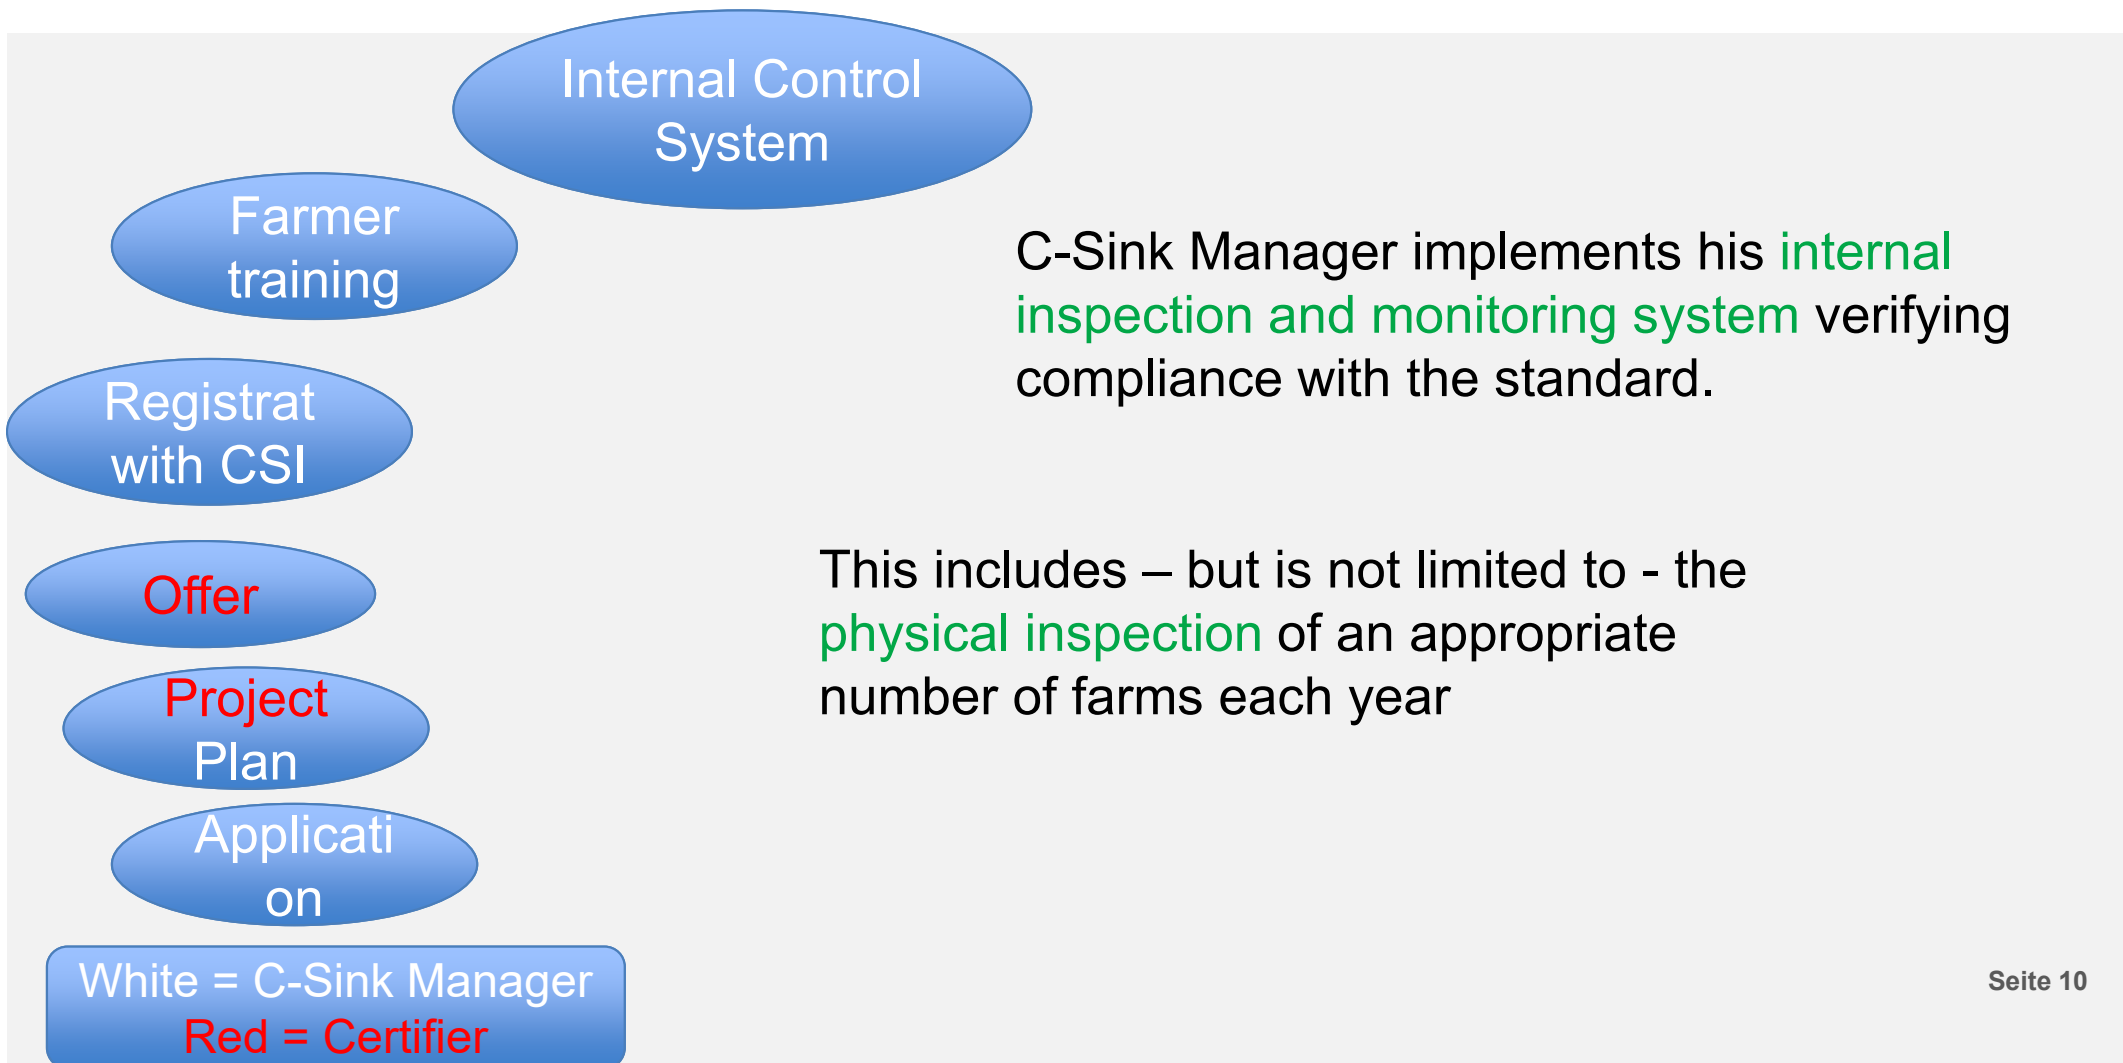 Internal Control
System
Farmer
training
Registrat
with CSI
Offer
Project
Plan
Applicati
on
White = C-Sink Manager
Red = Certifier
C-Sink Manager implements his internal
inspection and monitoring system verifying
compliance with the standard.
This includes – but is not limited to - the
physical inspection of an appropriate
number of farms each year
Seite 10